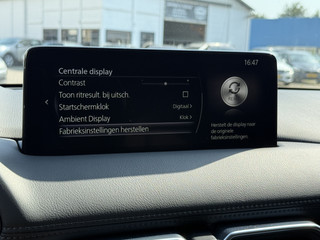 16:47
Centrale display
Contrast
Toon ritresult. bij uitsch.
Startschermklok Digitaal >
Ambient Display Klok >
Fabrieksinstellingen herstellen
Herstelt de display naar
de originele
fabrieksinstellingen.